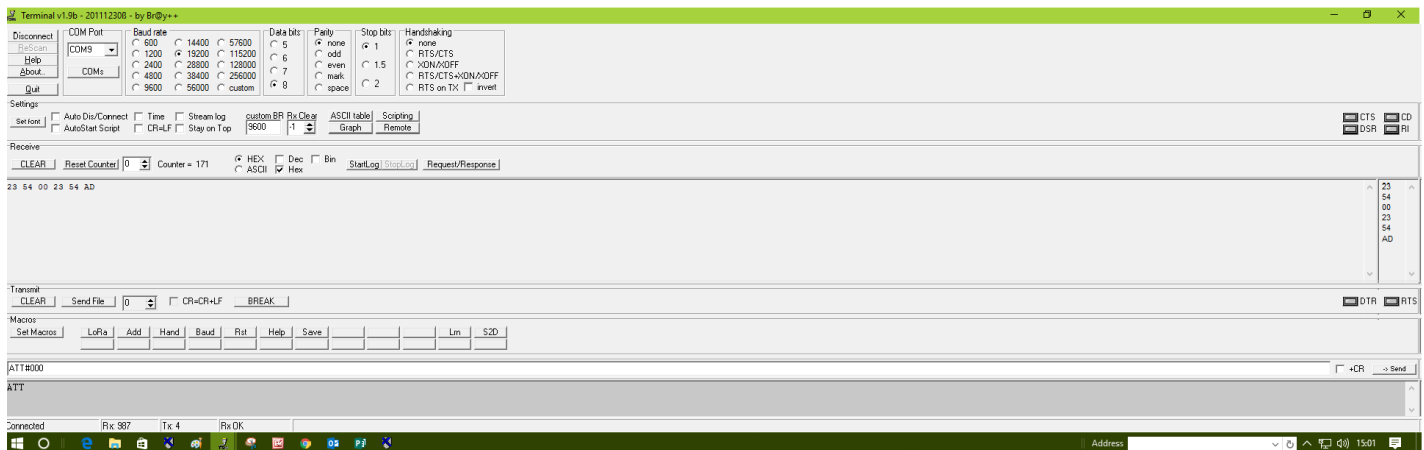 Terminal v1.9b - 20111230ß - by Br@y++
Disconnect
ReScan
Help
About..
Quit
COM Port
COM9
COMs
Baud rate
600 14400 57600
1200 19200 115200
2400 28800 128000
4800 38400 256000
9600 56000 custom
Data bits
5
6
7
8
Parity
none
odd
even
mark
space
Stop bits
1
1.5
2
Handshaking
none
RTS/CTS
XON/XOFF
RTS/CTS+XON/XOFF
RTS on TX invert
Settings
Set font
Auto Dis/Connect Time Stream log
AutoStart Script CR=LF Stay on Top
custom BR Rx Clear
9600 -1
ASCII table Scripting
Graph Remote
CTS CD
DSR RI
Receive
CLEAR Reset Counter 0 Counter = 171
HEX Dec Bin
ASCII Hex
StartLog StopLog Request/Response
23 54 00 23 54 AD
23
54
00
23
54
AD
Transmit
CLEAR Send File 0 CR=CR+LF BREAK
DTR RTS
Macros
Set Macros LoRa Add Hand Baud Rst Help Save Lrn S2D
ATT#000
+CR -> Send
ATT
Connected Rx: 987 Tx: 4 Rx OK
Address 15:01